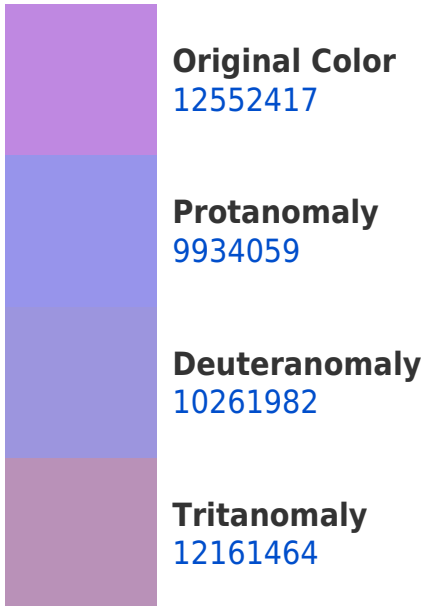 Original Color
12552417
Protanomaly
9934059
Deuteranomaly
10261982
Tritanomaly
12161464